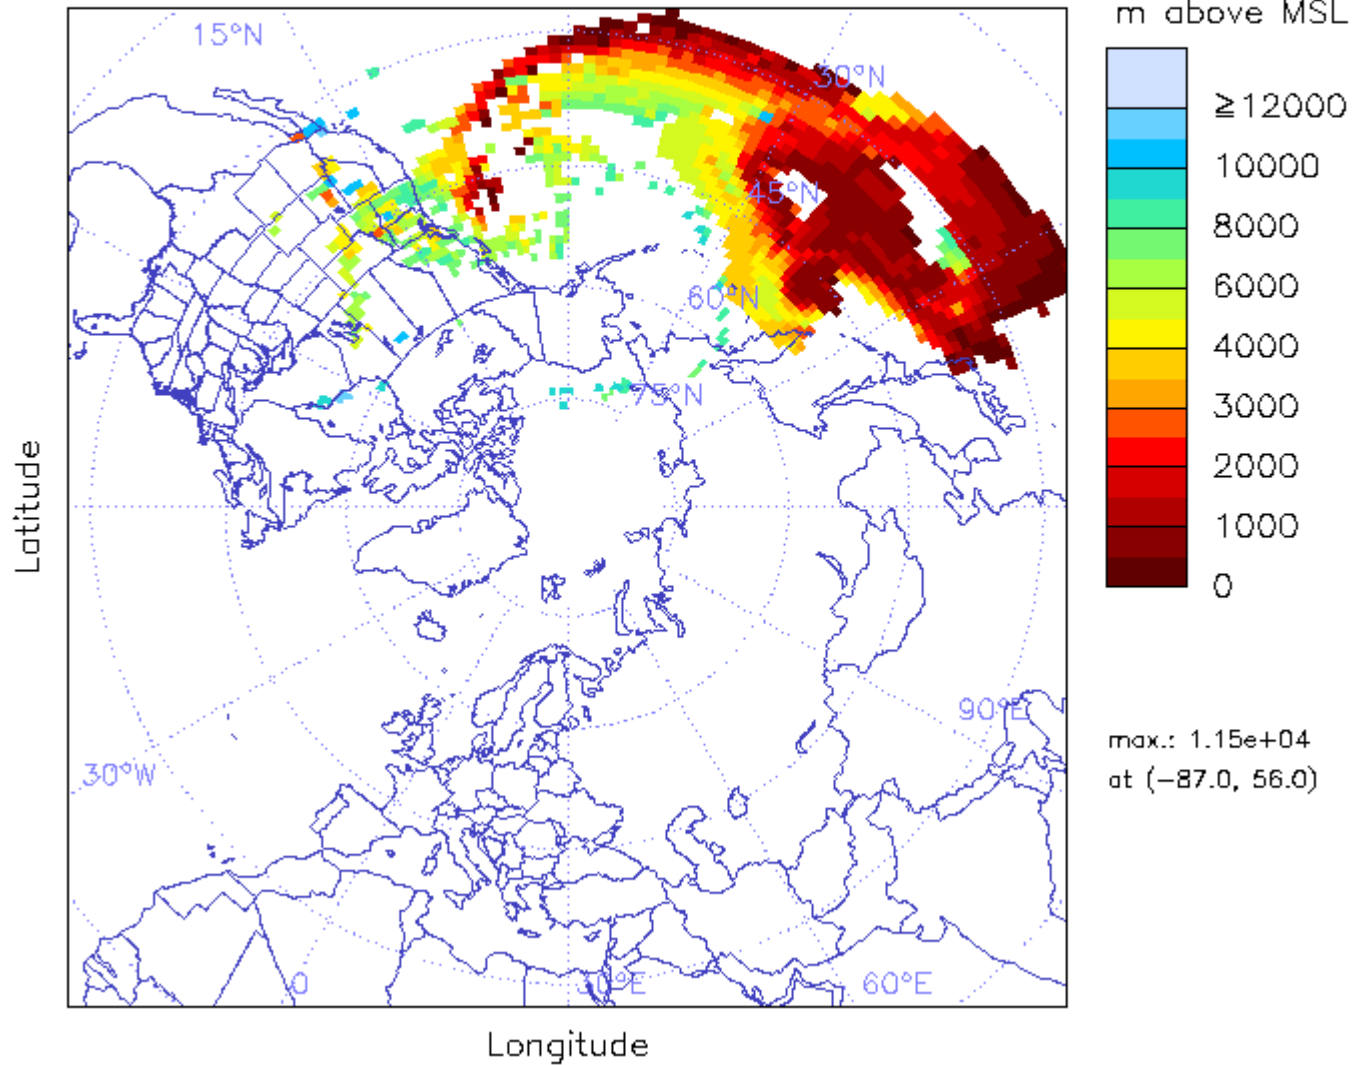 m above MSL
15°N
30°N
45°N
60°N
75°N
≧12000
10000
8000
6000
4000
3000
2000
1000
0
Latitude
90°E
30°W
0
30°E
60°E
Longitude
max.: 1.15e+04
at (−87.0, 56.0)